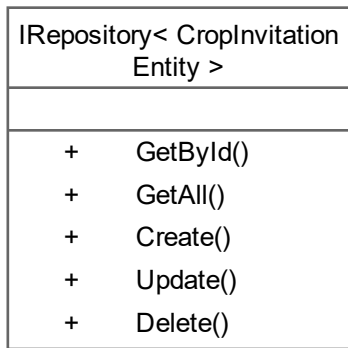 IRepository< CropInvitation
Entity >
+ GetById()
+ GetAll()
+ Create()
+ Update()
+ Delete()